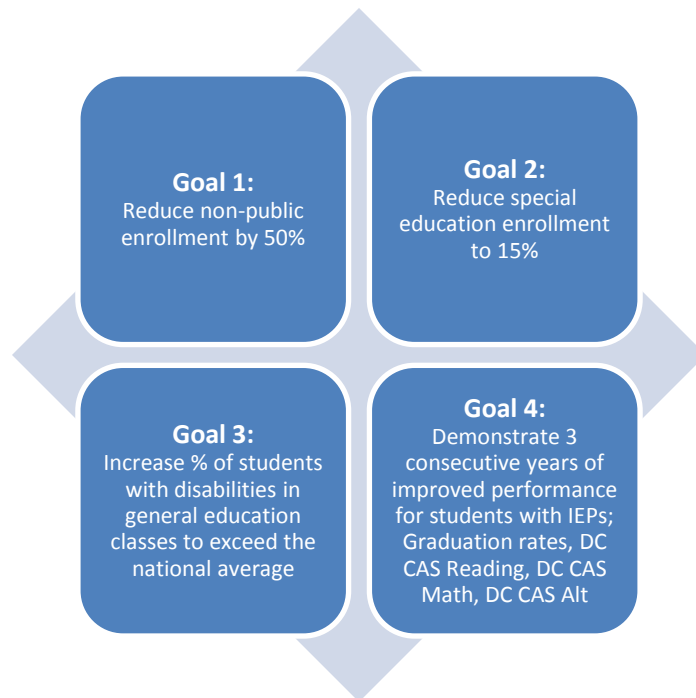 Goal 1:
Reduce non-public
enrollment by 50%
Goal 2:
Reduce special
education enrollment
to 15%
Goal 3:
Increase % of students
with disabilities in
general education
classes to exceed the
national average
Goal 4:
Demonstrate 3
consecutive years of
improved performance
for students with IEPs;
Graduation rates, DC
CAS Reading, DC CAS
Math, DC CAS Alt